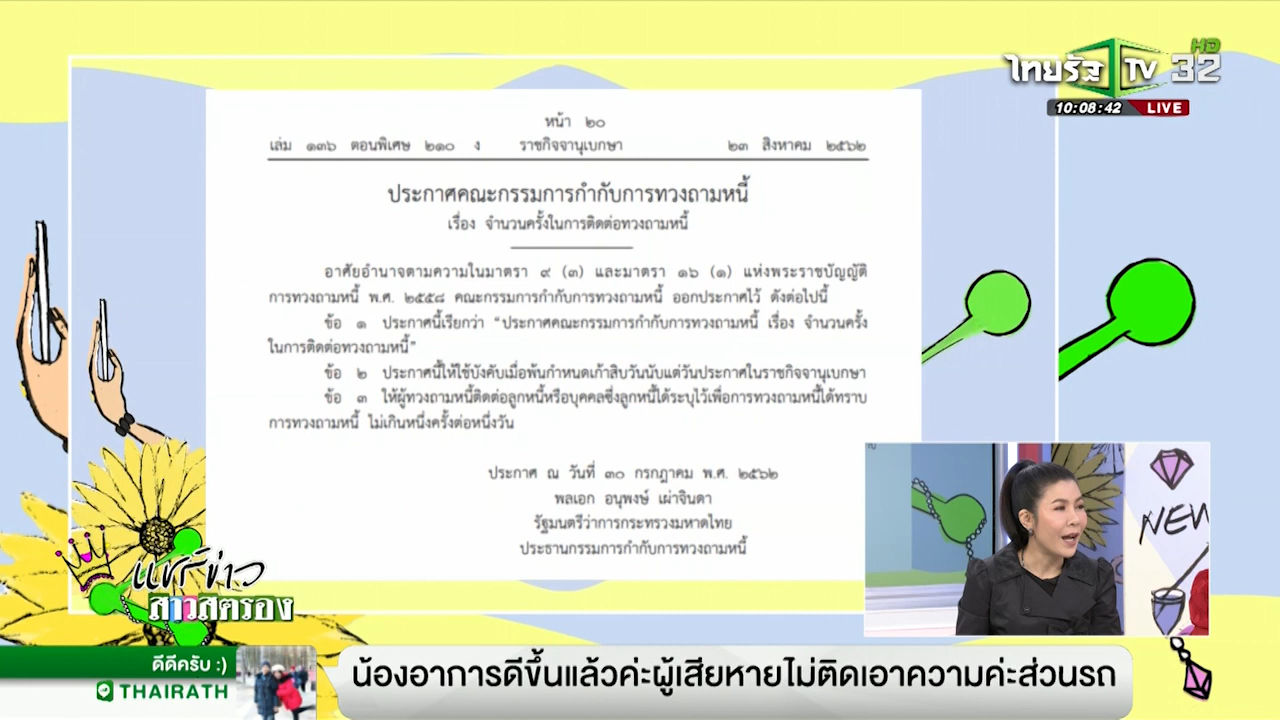 ไทยรัฐ TV HD 32
10:08:42 LIVE
หน้า ๒๐
เล่ม ๑๓๖ ตอนพิเศษ ๒๑๐ ง ราชกิจจานุเบกษา ๒๓ สิงหาคม ๒๕๖๒
ประกาศคณะกรรมการกำกับการทวงถามหนี้
เรื่อง จำนวนครั้งในการติดต่อทวงถามหนี้
อาศัยอำนาจตามความในมาตรา ๙ (๓) และมาตรา ๑๖ (๑) แห่งพระราชบัญญัติ
การทวงถามหนี้ พ.ศ. ๒๕๕๘ คณะกรรมการกำกับการทวงถามหนี้ ออกประกาศไว้ ดังต่อไปนี้
ข้อ ๑ ประกาศนี้เรียกว่า “ประกาศคณะกรรมการกำกับการทวงถามหนี้ เรื่อง จำนวนครั้ง
ในการติดต่อทวงถามหนี้”
ข้อ ๒ ประกาศนี้ให้ใช้บังคับเมื่อพ้นกำหนดเก้าสิบวันนับแต่วันประกาศในราชกิจจานุเบกษา
ข้อ ๓ ให้ผู้ทวงถามหนี้ติดต่อลูกหนี้หรือบุคคลซึ่งลูกหนี้ได้ระบุไว้เพื่อการทวงถามหนี้ได้ทราบ
การทวงถามหนี้ ไม่เกินหนึ่งครั้งต่อหนึ่งวัน
ประกาศ ณ วันที่ ๓๐ กรกฎาคม พ.ศ. ๒๕๖๒
พลเอก อนุพงษ์ เผ่าจินดา
รัฐมนตรีว่าการกระทรวงมหาดไทย
ประธานกรรมการกำกับการทวงถามหนี้
NEW
แชร์ข่าว
สาวสตรอง
ดีดีครับ :)
THAIRATH
น้องอาการดีขึ้นแล้วค่ะผู้เสียหายไม่ติดเอาความค่ะส่วนรถ